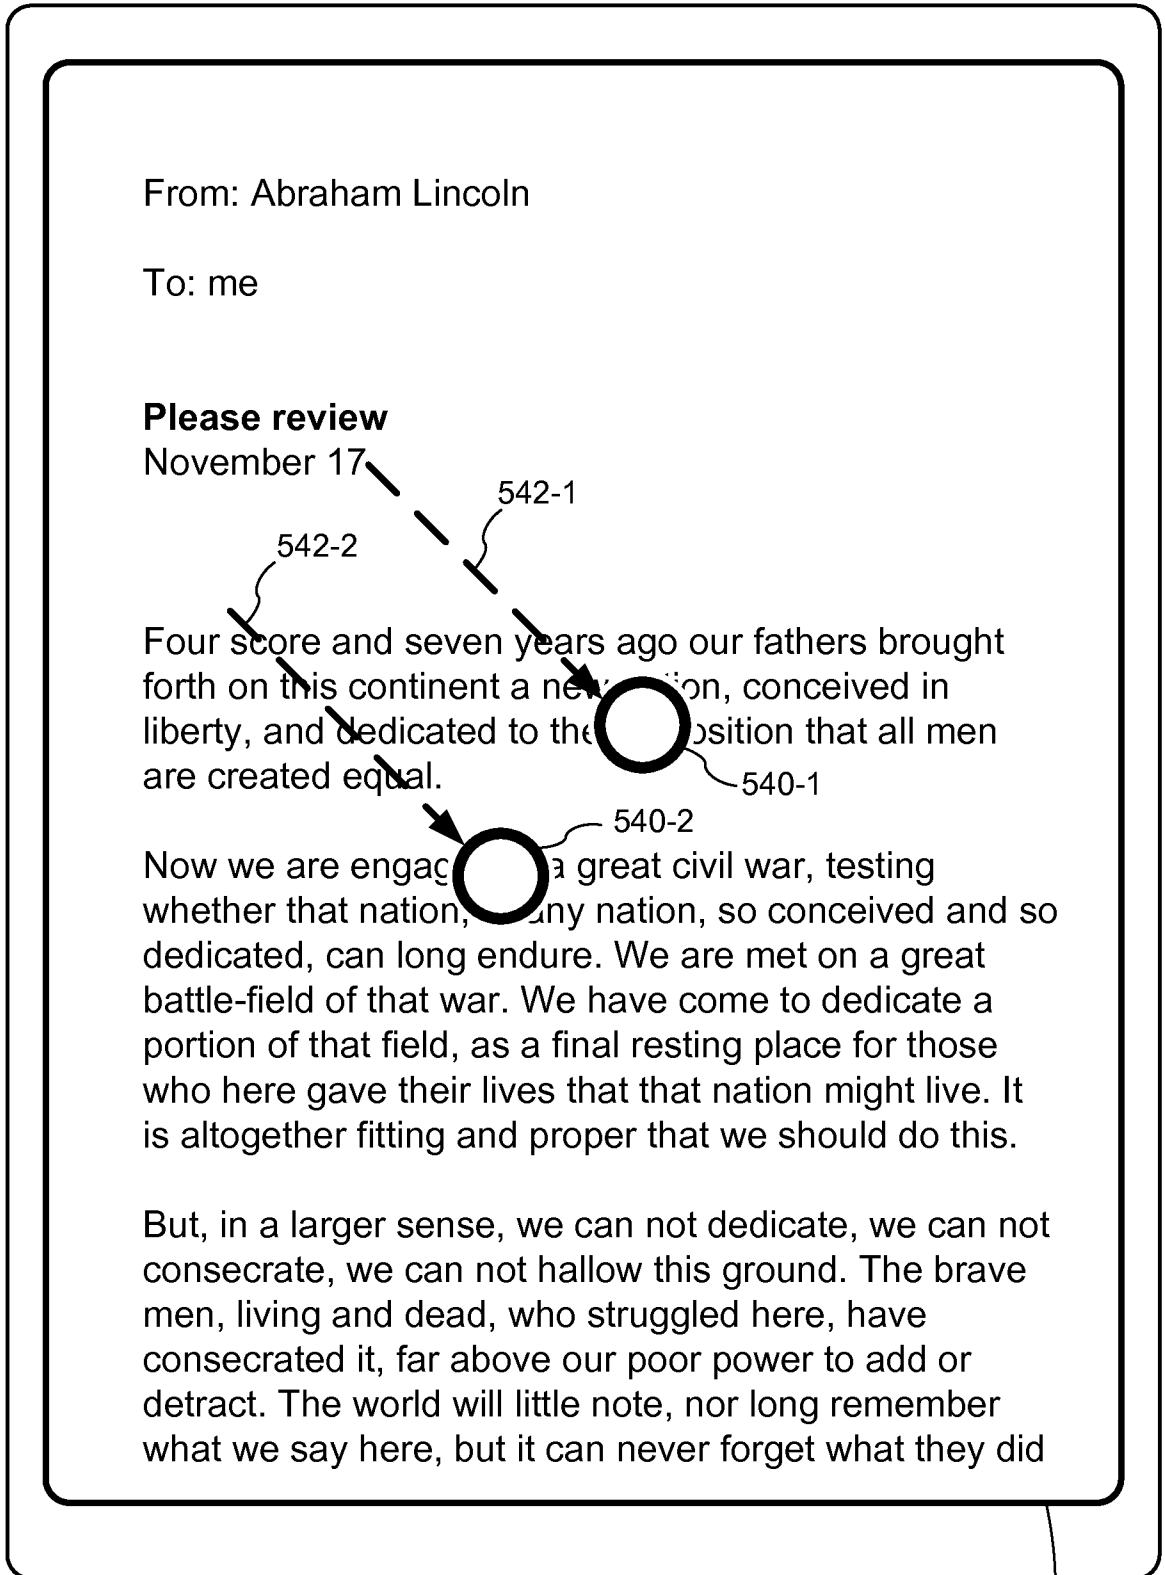 From: Abraham Lincoln
To: me
Please review
November 17
542-1
542-2
Four score and seven years ago our fathers brought
forth on this continent a new ion, conceived in
liberty, and dedicated to the osition that all men
are created equal.
540-1
540-2
Now we are engag a great civil war, testing
whether that nation, any nation, so conceived and so
dedicated, can long endure. We are met on a great
battle-field of that war. We have come to dedicate a
portion of that field, as a final resting place for those
who here gave their lives that that nation might live. It
is altogether fitting and proper that we should do this.
But, in a larger sense, we can not dedicate, we can not
consecrate, we can not hallow this ground. The brave
men, living and dead, who struggled here, have
consecrated it, far above our poor power to add or
detract. The world will little note, nor long remember
what we say here, but it can never forget what they did